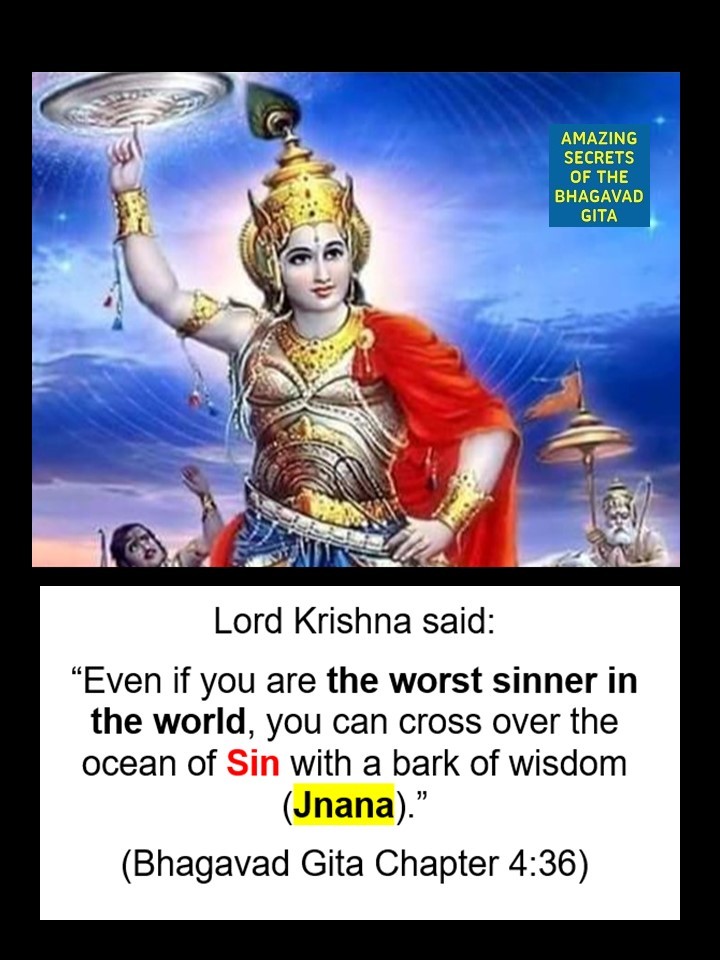 AMAZING
SECRETS
OF THE
BHAGAVAD
GITA
Lord Krishna said:
“Even if you are the worst sinner in
the world, you can cross over the
ocean of Sin with a bark of wisdom
(Jnana).”
(Bhagavad Gita Chapter 4:36)